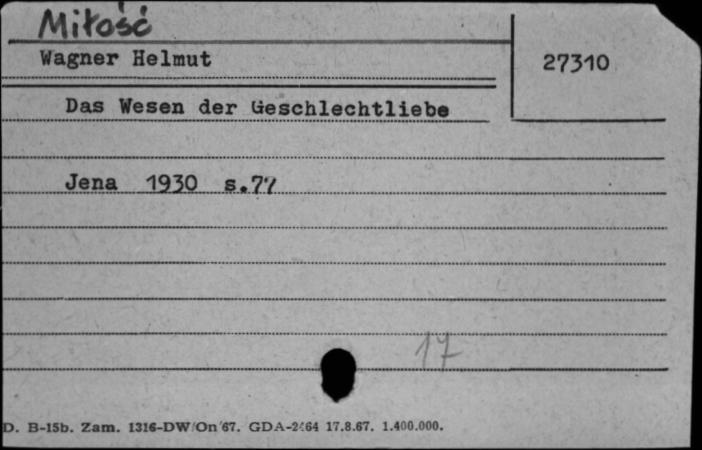 Miłość
Wagner Helmut
27310
Das Wesen der Geschlechtliebe
Jena 1930 s.77
17
D. B-15b. Zam. 1316-DW/On/67. GDA-2464 17.8.67. 1.400.000.